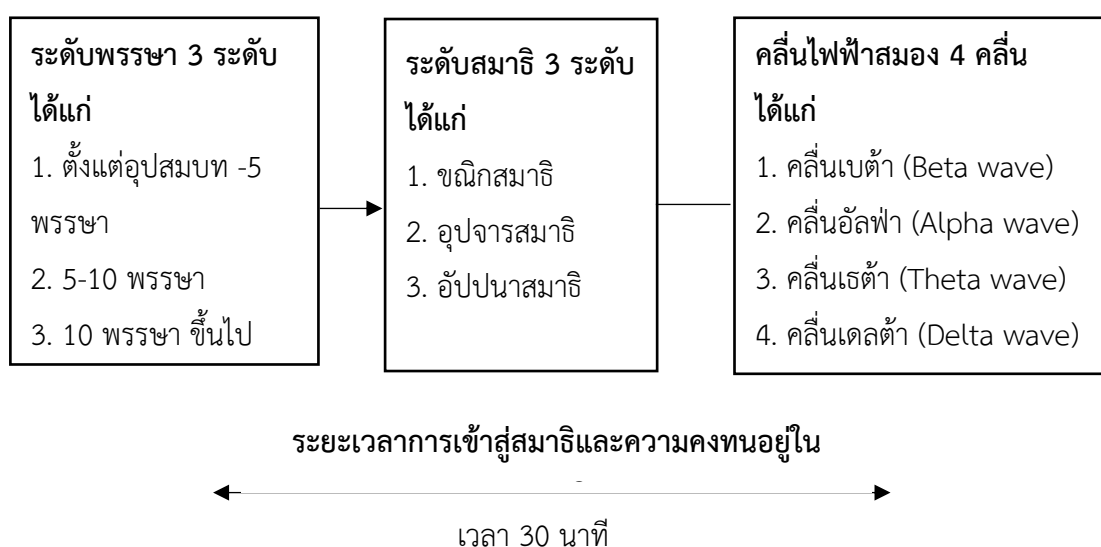 ระดับพรรษา 3 ระดับ
ได้แก่
1. ตั้งแต่อุปสมบท -5
พรรษา
2. 5-10 พรรษา
3. 10 พรรษา ขึ้นไป
ระดับสมาธิ 3 ระดับ
ได้แก่
1. ขณิกสมาธิ
2. อุปจารสมาธิ
3. อัปปนาสมาธิ
คลื่นไฟฟ้าสมอง 4 คลื่น
ได้แก่
1. คลื่นเบต้า (Beta wave)
2. คลื่นอัลฟ่า (Alpha wave)
3. คลื่นเธต้า (Theta wave)
4. คลื่นเดลต้า (Delta wave)
ระยะเวลาการเข้าสู่สมาธิและความคงทนอยู่ใน
เวลา 30 นาที